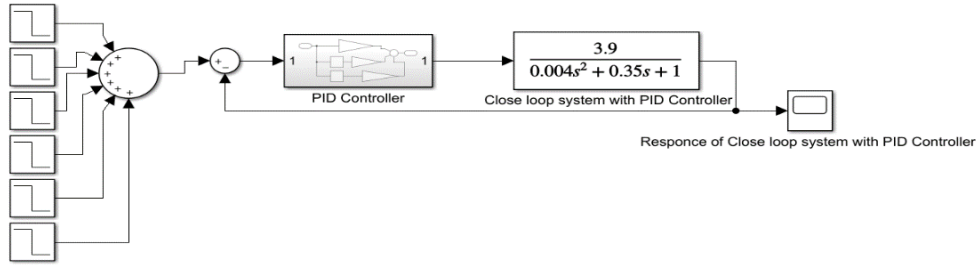 3.9
0.004s² + 0.35s + 1
1 1
PID Controller
Close loop system with PID Controller
Responce of Close loop system with PID Controller